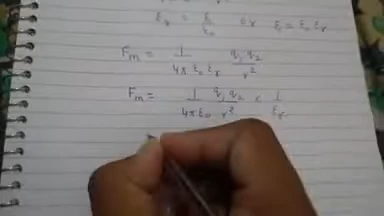 εᵣ = ε/ε₀ εᵣ ε = ε₀ εᵣ
Fₘ = 1/4π ε₀ εᵣ q₁ q₂/r²
Fₘ = 1/4π ε₀ q₁ q₂/r² × 1/εᵣ